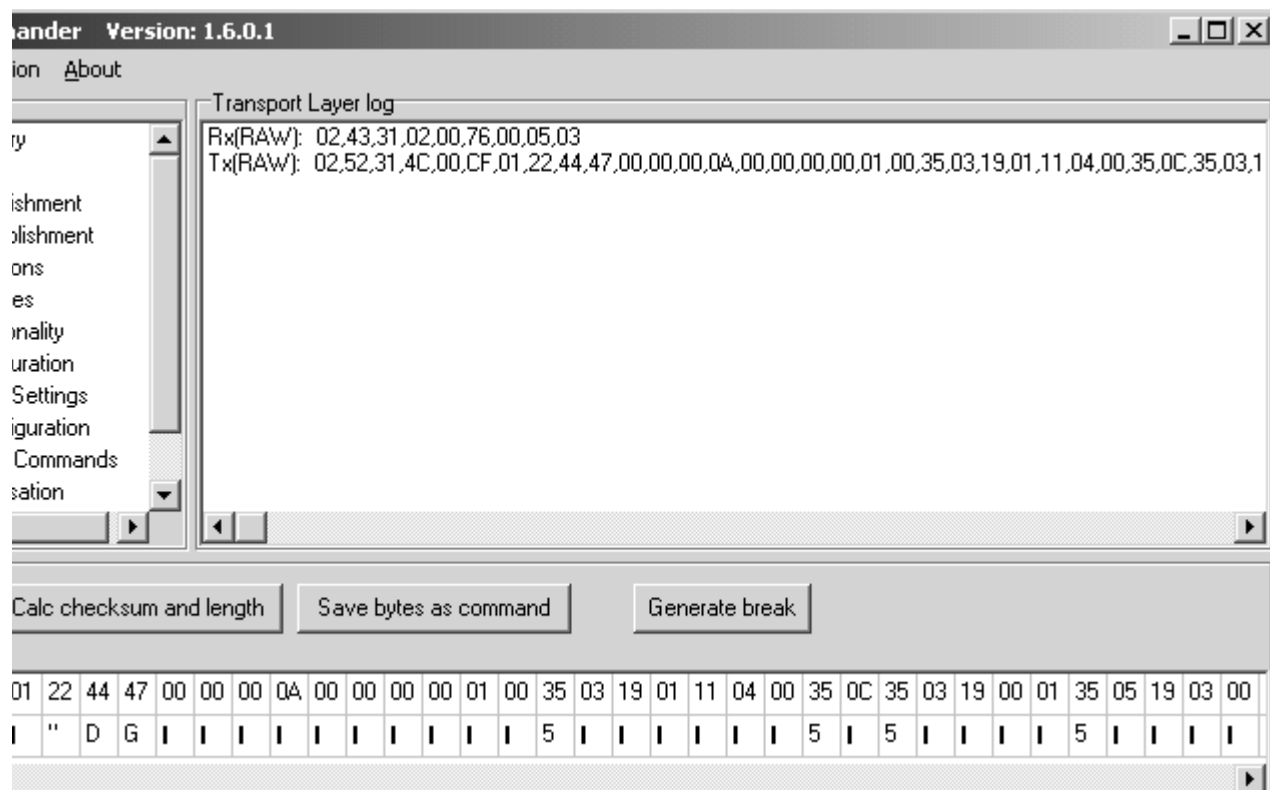 ander Version: 1.6.0.1
ion About
Transport Layer log
ry
Rx(RAW): 02,43,31,02,00,76,00,05,03
Tx(RAW): 02,52,31,4C,00,CF,01,22,44,47,00,00,00,0A,00,00,00,00,01,00,35,03,19,01,11,04,00,35,0C,35,03,1
ishment
olishment
ons
es
onality
uration
Settings
iguration
Commands
sation
Calc checksum and length Save bytes as command Generate break
01 22 44 47 00 00 00 0A 00 00 00 00 01 00 35 03 19 01 11 04 00 35 0C 35 03 19 00 01 35 05 19 03 00
" D G 5 5 5 5